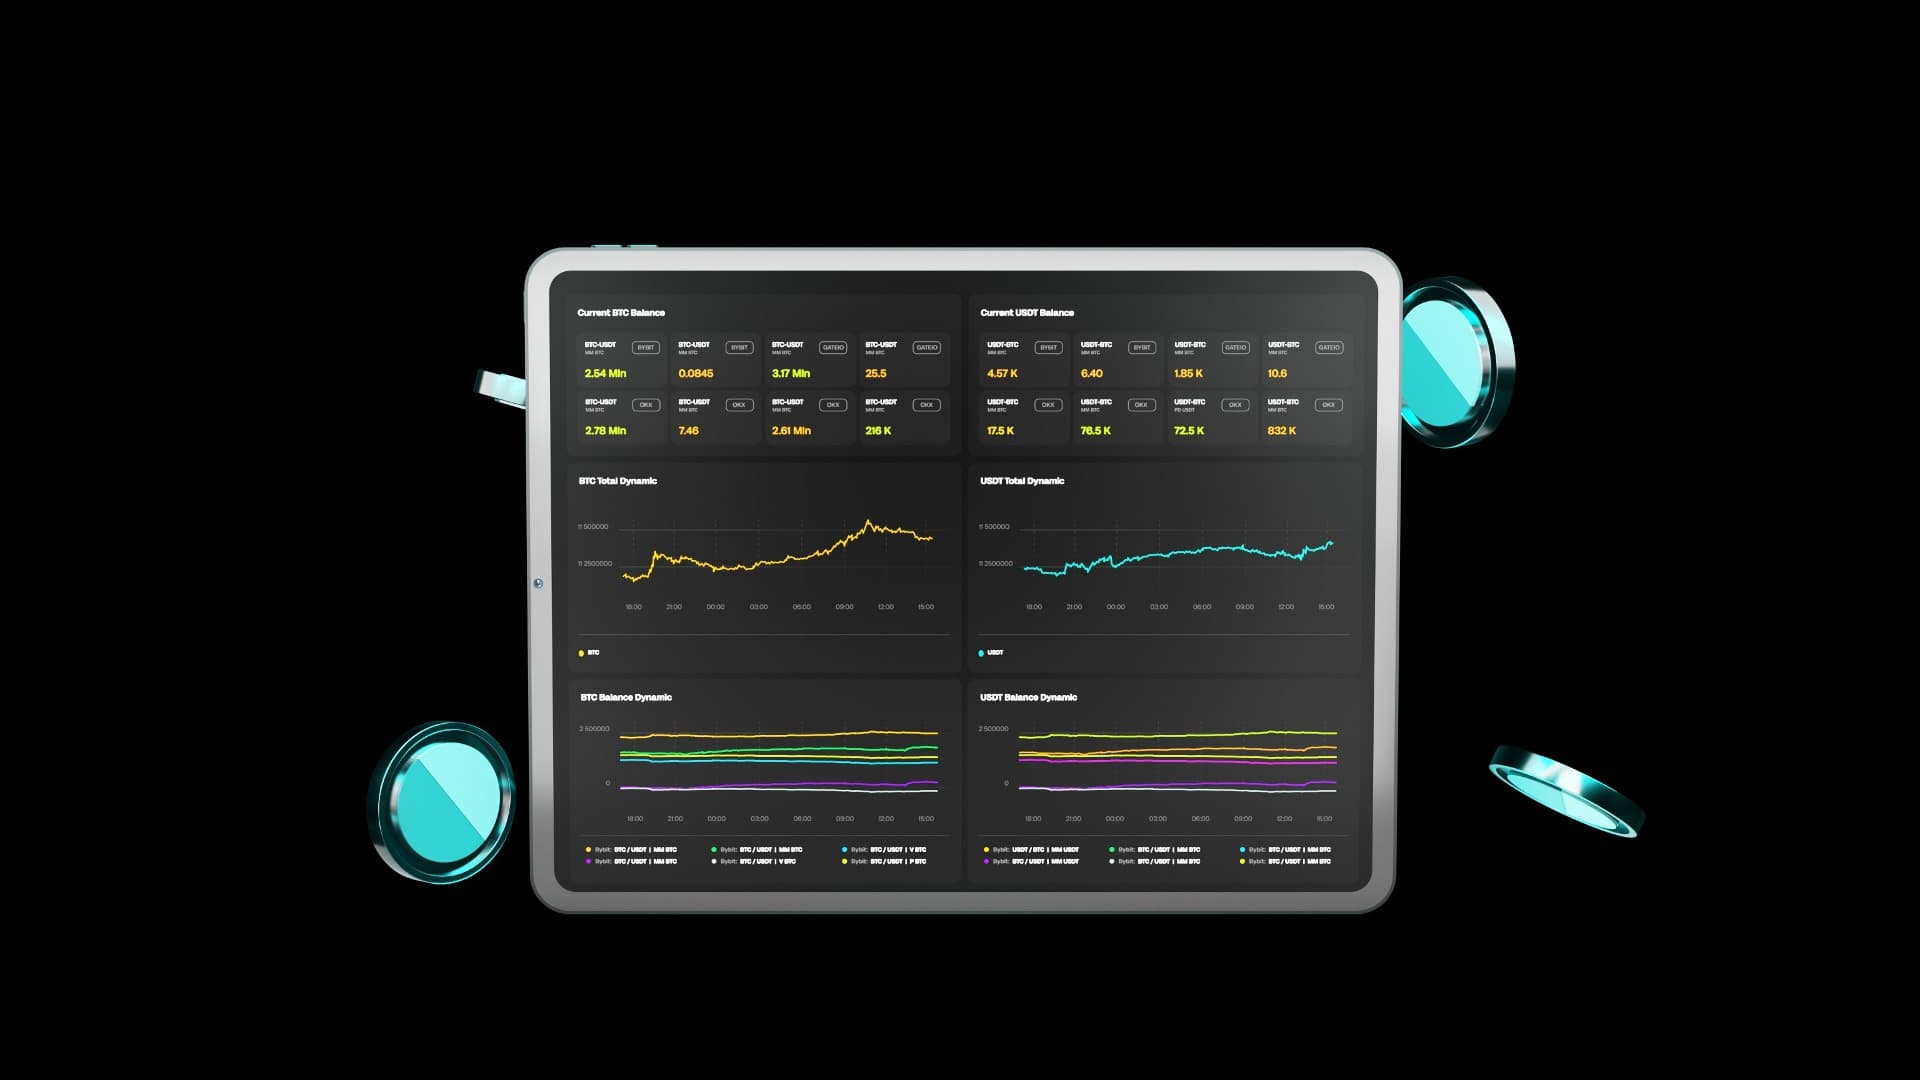 Current BTC Balance
BTC-USDT BYBIT BTC-USDT BYBIT BTC-USDT GATEIO BTC-USDT GATEIO
MM BTC MM BTC MM BTC MM BTC
2.54 Mln 0.0845 3.17 Mln 25.5
BTC-USDT OKX BTC-USDT OKX BTC-USDT OKX BTC-USDT OKX
MM BTC MM BTC MM BTC MM BTC
2.78 Mln 7.46 2.61 Mln 216 K
Current USDT Balance
USDT-BTC BYBIT USDT-BTC BYBIT USDT-BTC GATEIO USDT-BTC GATEIO
MM BTC MM BTC MM BTC MM BTC
4.57 K 6.40 1.85 K 10.6
USDT-BTC OKX USDT-BTC OKX USDT-BTC OKX USDT-BTC OKX
MM BTC MM BTC PD USDT MM BTC
17.5 K 76.5 K 72.5 K 832 K
BTC Total Dynamic
11 500000
11 2500000
18:00 21:00 00:00 03:00 06:00 09:00 12:00 15:00
BTC
USDT Total Dynamic
11 500000
11 2500000
18:00 21:00 00:00 03:00 06:00 09:00 12:00 15:00
USDT
BTC Balance Dynamic
2 500000
0
18:00 21:00 00:00 03:00 06:00 09:00 12:00 15:00
Bybit: BTC / USDT | MM BTC Bybit: BTC / USDT | MM BTC Bybit: BTC / USDT | V BTC
Bybit: BTC / USDT | MM BTC Bybit: BTC / USDT | V BTC Bybit: BTC / USDT | P BTC
USDT Balance Dynamic
2 500000
0
18:00 21:00 00:00 03:00 06:00 09:00 12:00 15:00
Bybit: USDT / BTC | MM USDT Bybit: BTC / USDT | MM BTC Bybit: BTC / USDT | MM BTC
Bybit: BTC / USDT | MM USDT Bybit: BTC / USDT | MM BTC Bybit: BTC / USDT | MM BTC